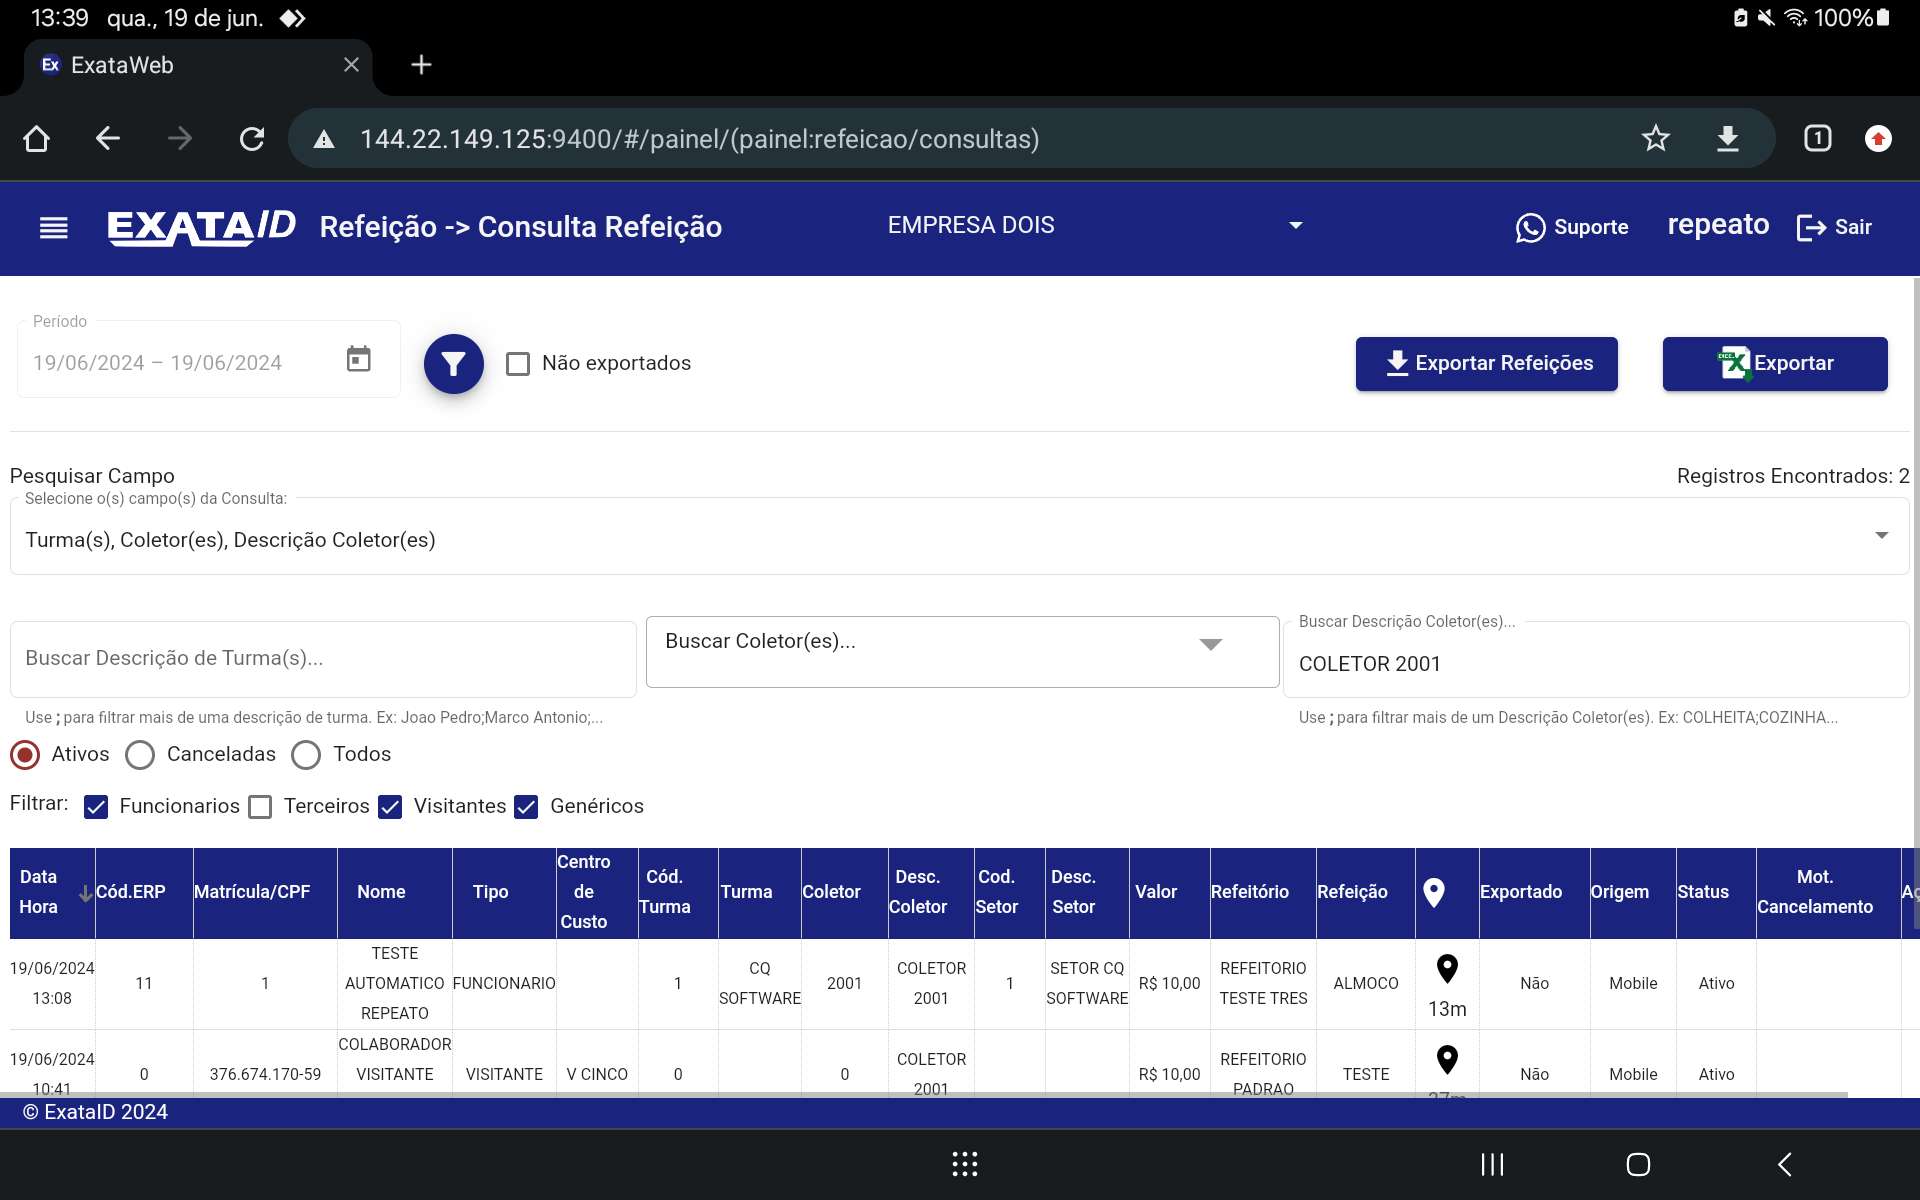 13:39 qua., 19 de jun. 100%
Ex ExataWeb
144.22.149.125:9400/#/painel/(painel:refeicao/consultas) 1
EXATAID Refeição -> Consulta Refeição EMPRESA DOIS Suporte repeato Sair
Período
19/06/2024 – 19/06/2024 Não exportados Exportar Refeições Exportar
Pesquisar Campo Registros Encontrados: 2
Selecione o(s) campo(s) da Consulta:
Turma(s), Coletor(es), Descrição Coletor(es)
Buscar Descrição Coletor(es)...
Buscar Descrição de Turma(s)... Buscar Coletor(es)... COLETOR 2001
Use ; para filtrar mais de uma descrição de turma. Ex: Joao Pedro;Marco Antonio;... Use ; para filtrar mais de um Descrição Coletor(es). Ex: COLHEITA;COZINHA...
Ativos Canceladas Todos
Filtrar: Funcionarios Terceiros Visitantes Genéricos
Data Hora Cód.ERP Matrícula/CPF Nome Tipo Centro de Custo Cód. Turma Turma Coletor Desc. Coletor Cod. Setor Desc. Setor Valor Refeitório Refeição Exportado Origem Status Mot. Cancelamento
19/06/2024 13:08 11 1 TESTE AUTOMATICO REPEATO FUNCIONARIO 1 CQ SOFTWARE 2001 COLETOR 2001 1 SETOR CQ SOFTWARE R$ 10,00 REFEITORIO TESTE TRES ALMOCO 13m Não Mobile Ativo
19/06/2024 10:41 0 376.674.170-59 COLABORADOR VISITANTE VISITANTE V CINCO 0 0 COLETOR 2001 R$ 10,00 REFEITORIO PADRAO TESTE Não Mobile Ativo
© ExataID 2024